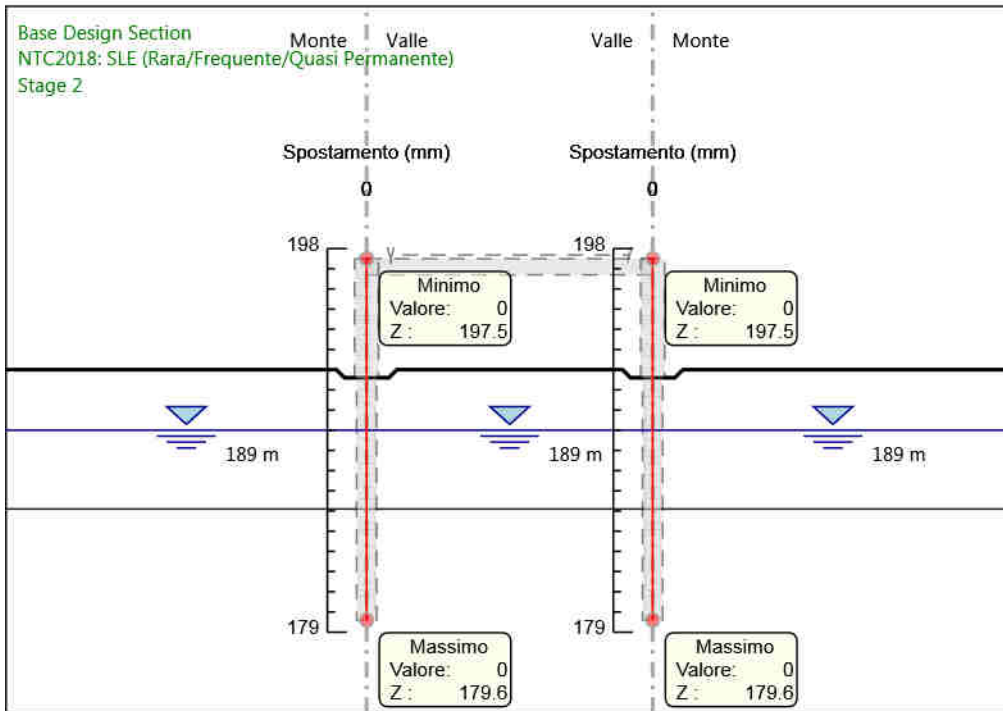 Base Design Section
NTC2018: SLE (Rara/Frequente/Quasi Permanente)
Stage 2
Monte Valle Valle Monte
Spostamento (mm) Spostamento (mm)
0 0
198 198
Minimo Minimo
Valore: 0 Valore: 0
Z : 197.5 Z : 197.5
189 m 189 m 189 m
179 179
Massimo Massimo
Valore: 0 Valore: 0
Z : 179.6 Z : 179.6